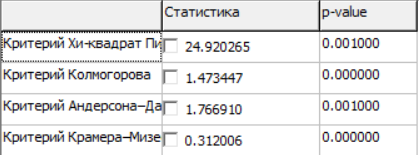 Статистика p-value
Критерий Хи-квадрат Пи 24.920265 0.001000
Критерий Колмогорова 1.473447 0.000000
Критерий Андерсона–Да 1.766910 0.001000
Критерий Крамера–Мизе 0.312006 0.000000